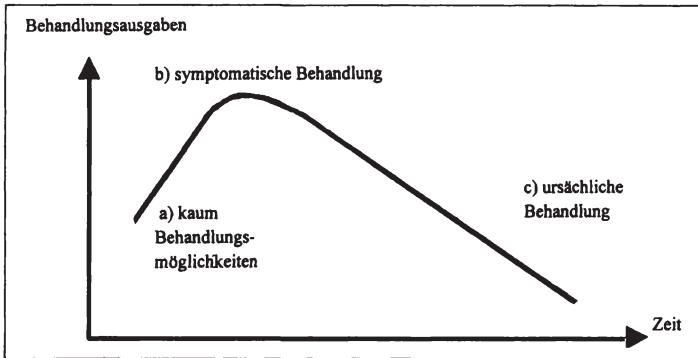 Behandlungsausgaben
b) symptomatische Behandlung
c) ursächliche
Behandlung
a) kaum
Behandlungs-
möglichkeiten
Zeit